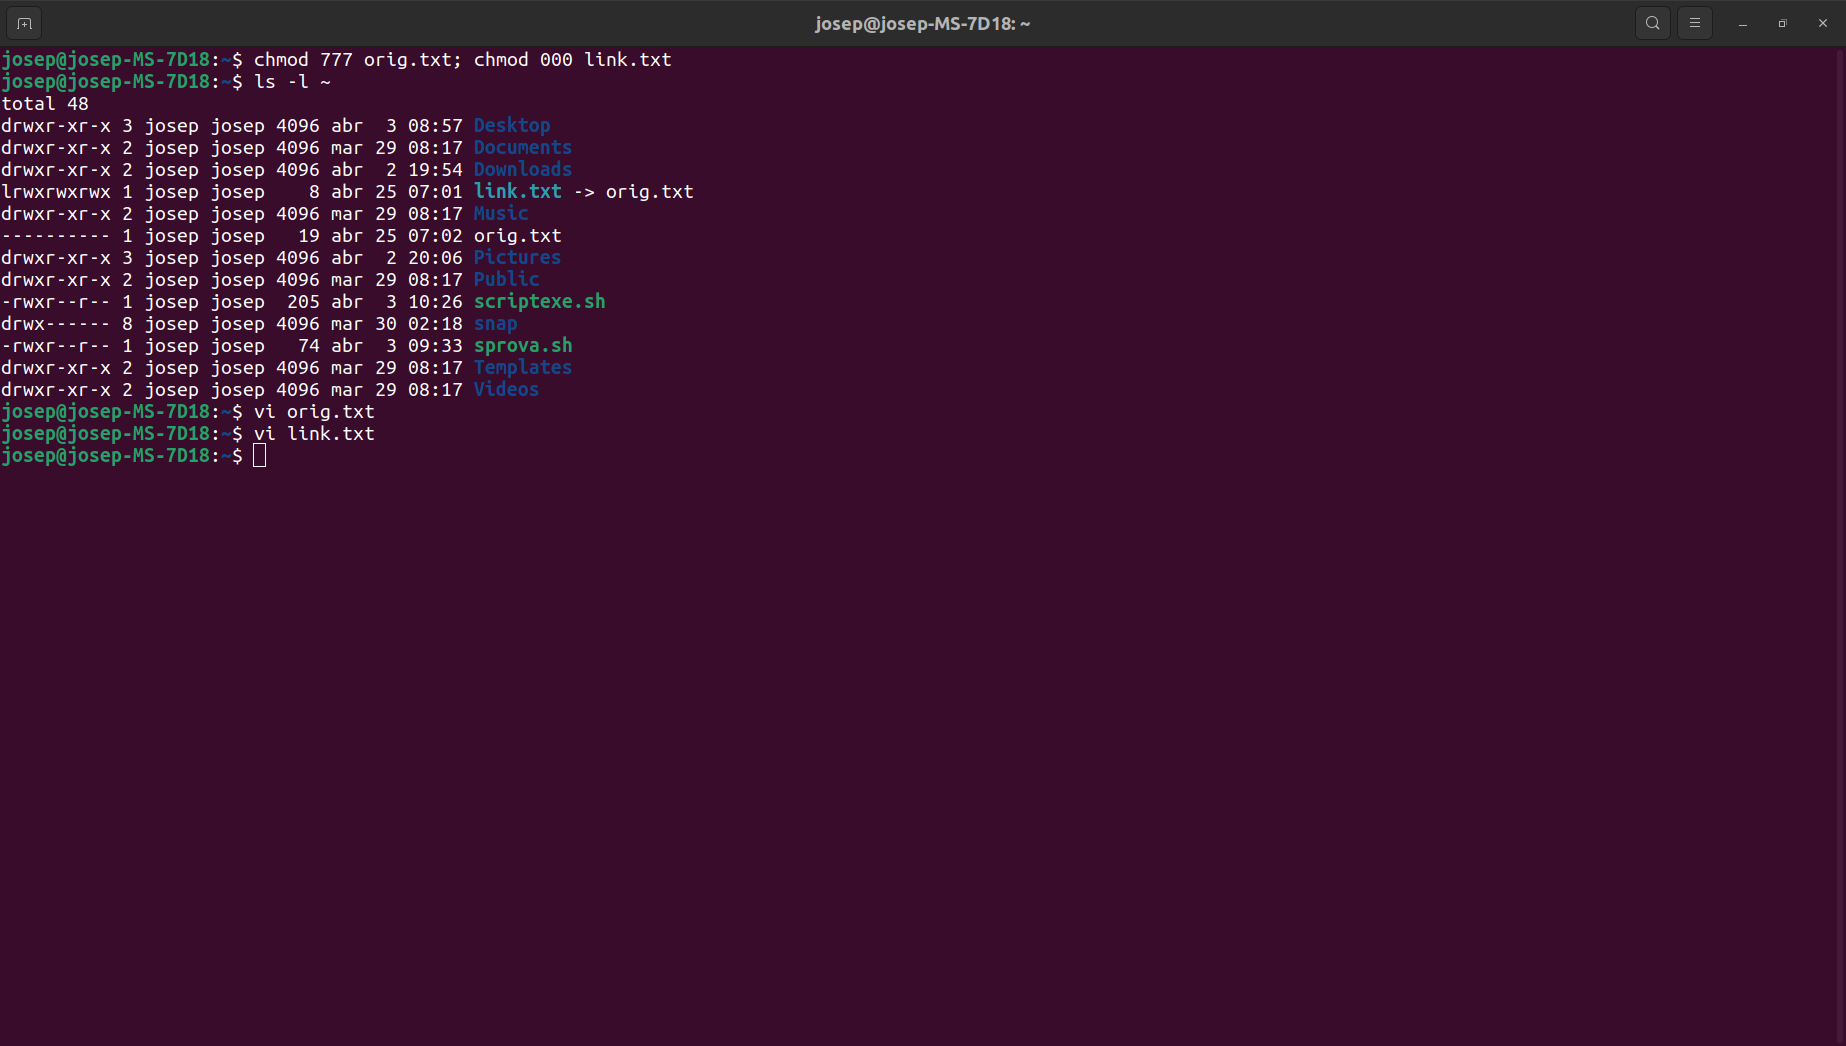 josep@josep-MS-7D18: ~
josep@josep-MS-7D18:~$ chmod 777 orig.txt; chmod 000 link.txt
josep@josep-MS-7D18:~$ ls -l ~
total 48
drwxr-xr-x 3 josep josep 4096 abr  3 08:57 Desktop
drwxr-xr-x 2 josep josep 4096 mar 29 08:17 Documents
drwxr-xr-x 2 josep josep 4096 abr  2 19:54 Downloads
lrwxrwxrwx 1 josep josep    8 abr 25 07:01 link.txt -> orig.txt
drwxr-xr-x 2 josep josep 4096 mar 29 08:17 Music
---------- 1 josep josep   19 abr 25 07:02 orig.txt
drwxr-xr-x 3 josep josep 4096 abr  2 20:06 Pictures
drwxr-xr-x 2 josep josep 4096 mar 29 08:17 Public
-rwxr--r-- 1 josep josep  205 abr  3 10:26 scriptexe.sh
drwx------ 8 josep josep 4096 mar 30 02:18 snap
-rwxr--r-- 1 josep josep   74 abr  3 09:33 sprova.sh
drwxr-xr-x 2 josep josep 4096 mar 29 08:17 Templates
drwxr-xr-x 2 josep josep 4096 mar 29 08:17 Videos
josep@josep-MS-7D18:~$ vi orig.txt
josep@josep-MS-7D18:~$ vi link.txt
josep@josep-MS-7D18:~$